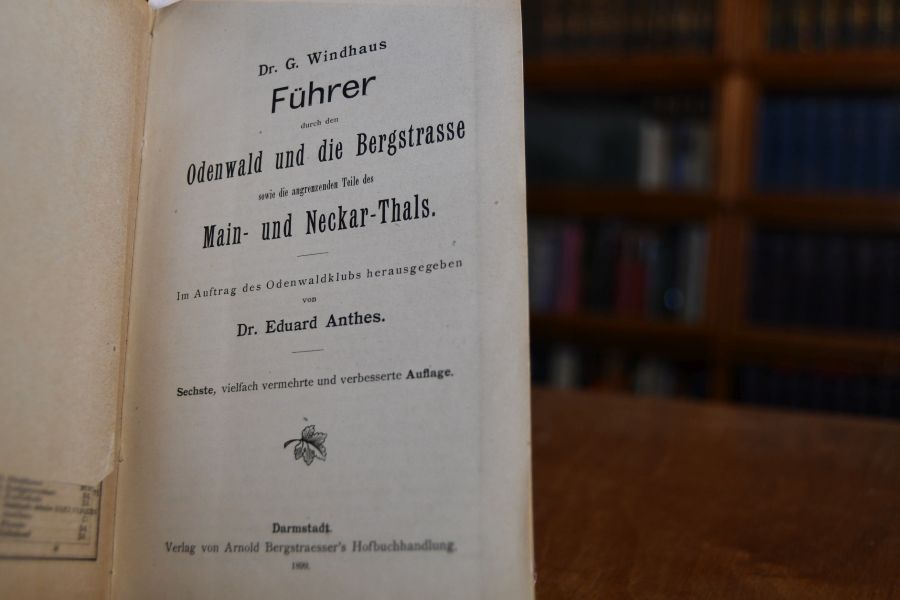 Dr. G. Windhaus
Führer
durch den
Odenwald und die Bergstrasse
sowie die angrenzenden Teile des
Main- und Neckar-Thals.
Im Auftrag des Odenwaldklubs herausgegeben
von
Dr. Eduard Anthes.
Sechste, vielfach vermehrte und verbesserte Auflage.
Darmstadt.
Verlag von Arnold Bergstraesser's Hofbuchhandlung.
1899.